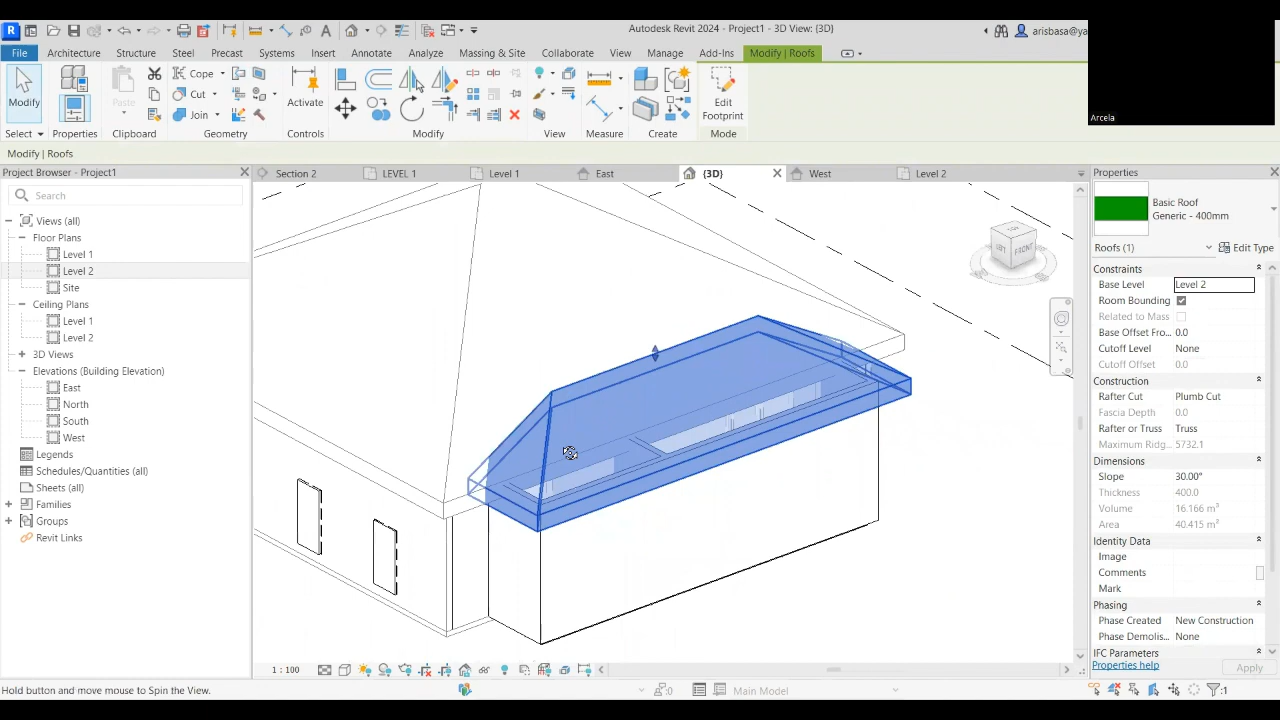 Autodesk Revit 2024 - Project1 - 3D View: {3D}
arisbasa@ya
File Architecture Structure Steel Precast Systems Insert Annotate Analyze Massing & Site Collaborate View Manage Addins Modify | Roofs
Modify
Paste
Cope
Cut
Join
Activate
Edit
Footprint
Select Properties Clipboard Geometry Controls Modify View Measure Create Mode
Arcela
Modify | Roofs
Project Browser - Project1
Section 2 LEVEL 1 Level 1 East {3D} West Level 2
Search
Views (all)
Floor Plans
Level 1
Level 2
Site
Ceiling Plans
Level 1
Level 2
3D Views
Elevations (Building Elevation)
East
North
South
West
Legends
Schedules/Quantities (all)
Sheets (all)
Families
Groups
Revit Links
FRONT
Properties
Basic Roof
Generic - 400mm
Roofs (1) Edit Type
Constraints
Base Level Level 2
Room Bounding
Related to Mass
Base Offset Fro... 0.0
Cutoff Level None
Cutoff Offset 0.0
Construction
Rafter Cut Plumb Cut
Fascia Depth 0.0
Rafter or Truss Truss
Maximum Ridg... 5732.1
Dimensions
Slope 30.00°
Thickness 400.0
Volume 16.166 m³
Area 40.415 m²
Identity Data
Image
Comments
Mark
Phasing
Phase Created New Construction
Phase Demolis... None
IFC Parameters
Properties help Apply
1 : 100
Hold button and move mouse to Spin the View.
:0
Main Model
:1